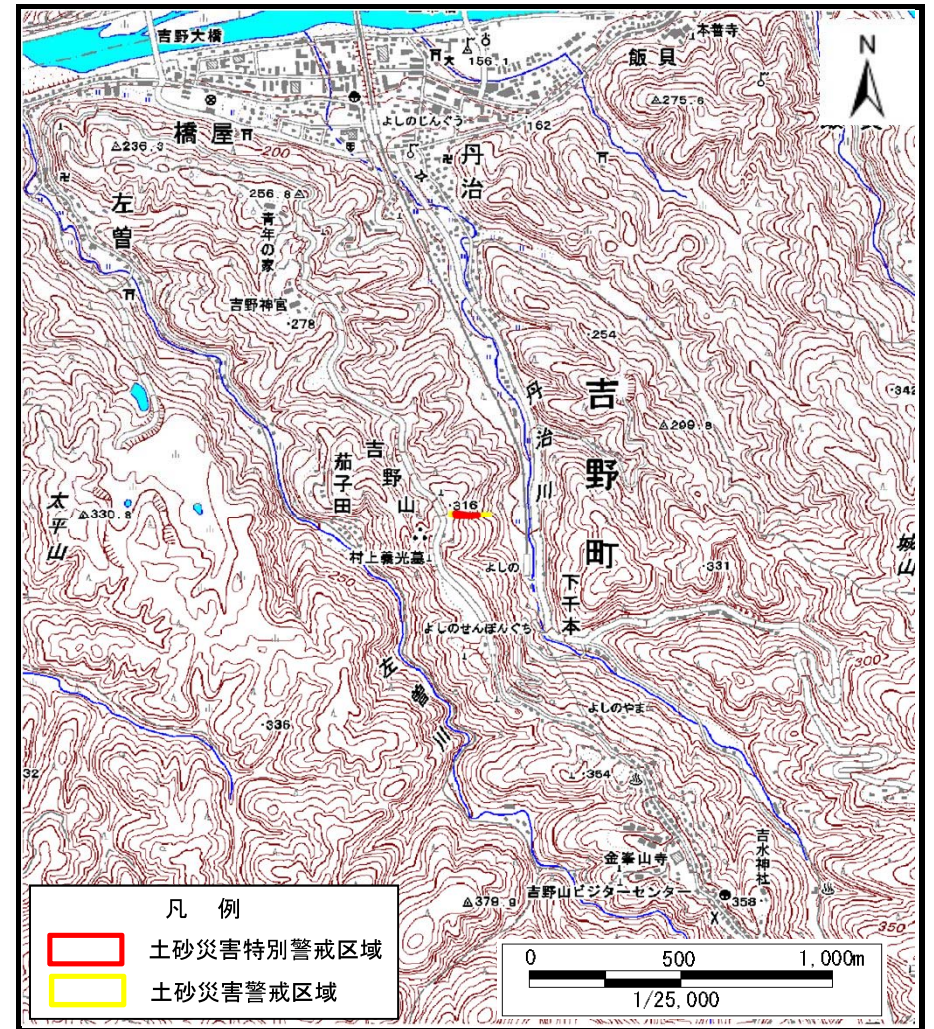 吉野大橋
本善寺
飯貝
156.1
N
275.6
よしのじんぐう
162
橋屋
200
236.3
丹治
256.8
左曽
青年の家
吉野神宮
278
254
342
丹治川
吉野町
299.8
吉野山
茄子田
316
太平山
330.8
村上義光墓
よしの
331
城山
250
下千本
よしのせんぼんぐち
300
左曽川
よしのやま
336
32
354
吉水神社
金峯山寺
吉野山ビジターセンター
358
379.9
350
凡 例
土砂災害特別警戒区域
土砂災害警戒区域
0 500 1,000m
1/25,000